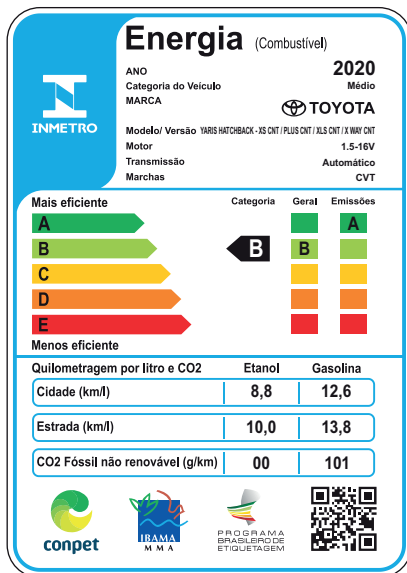 Energia (Combustível)
ANO 2020
Categoria do Veículo Médio
MARCA TOYOTA
INMETRO
Modelo/ Versão YARIS HATCHBACK - XS CNT / PLUS CNT / XLS CNT / X WAY CNT
Motor 1.5-16V
Transmissão Automático
Marchas CVT
Mais eficiente Categoria Geral Emissões
A A
B B B
C
D
E
Menos eficiente
Quilometragem por litro e CO2 Etanol Gasolina
Cidade (km/l) 8,8 12,6
Estrada (km/l) 10,0 13,8
CO2 Fóssil não renovável (g/km) 00 101
conpet
IBAMA
MMA
PROGRAMA
BRASILEIRO DE
ETIQUETAGEM